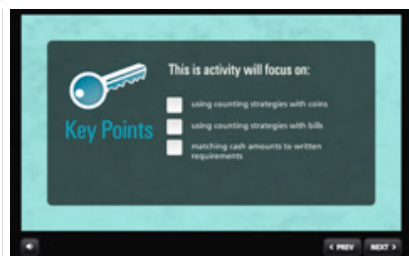 This is activity will focus on:
Key Points
using counting strategies with coins
using counting strategies with bills
matching cash amounts to written
requirements
< PREV
NEXT >